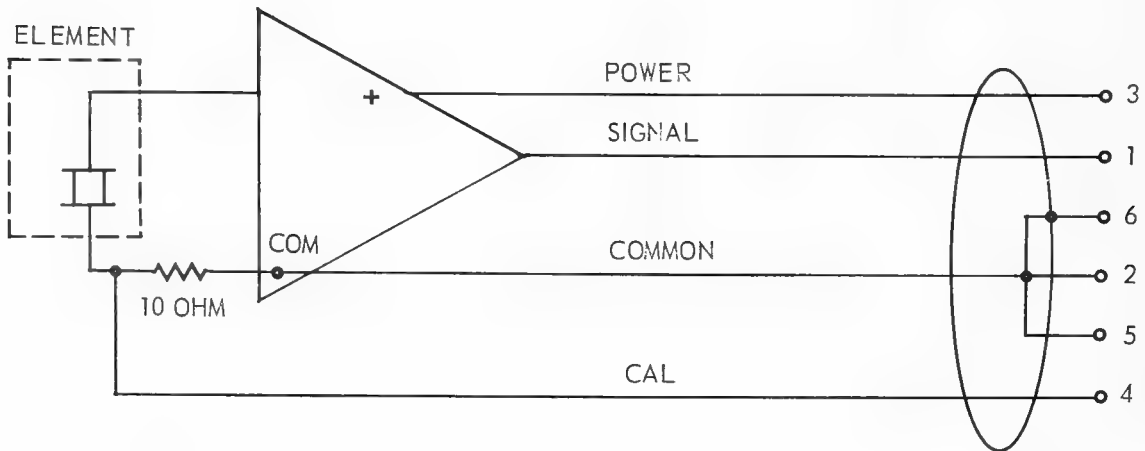 ELEMENT
POWER
3
+
SIGNAL
1
6
COM
COMMON
2
10 OHM
5
CAL
4